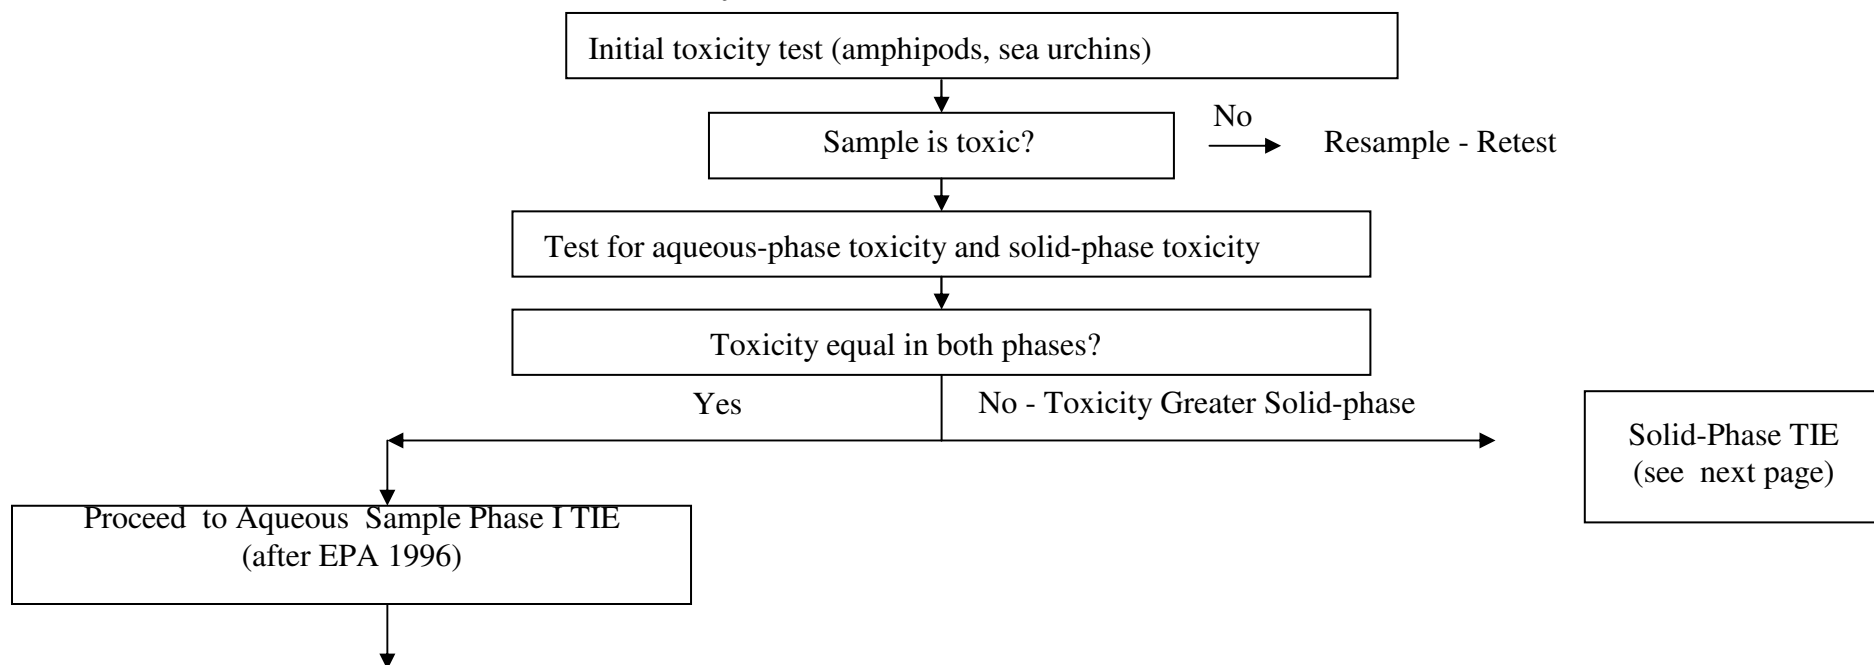 Initial toxicity test (amphipods, sea urchins)
No
Sample is toxic?
Resample - Retest
Test for aqueous-phase toxicity and solid-phase toxicity
Toxicity equal in both phases?
Yes
No - Toxicity Greater Solid-phase
Solid-Phase TIE
(see next page)
Proceed to Aqueous Sample Phase I TIE
(after EPA 1996)